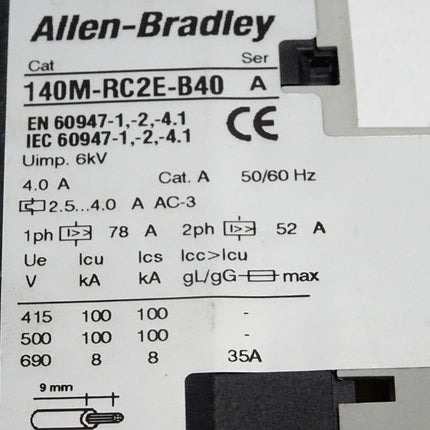 Allen-Bradley
Cat Ser
140M-RC2E-B40 A
EN 60947-1,-2,-4.1
IEC 60947-1,-2,-4.1
CE
Uimp. 6kV
4.0 A Cat. A 50/60 Hz
2.5...4.0 A AC-3
1ph I>> 78 A 2ph I>> 52 A
Ue Icu Ics Icc>Icu
V kA kA gL/gG max
415 100 100 -
500 100 100 -
690 8 8 35A
9 mm